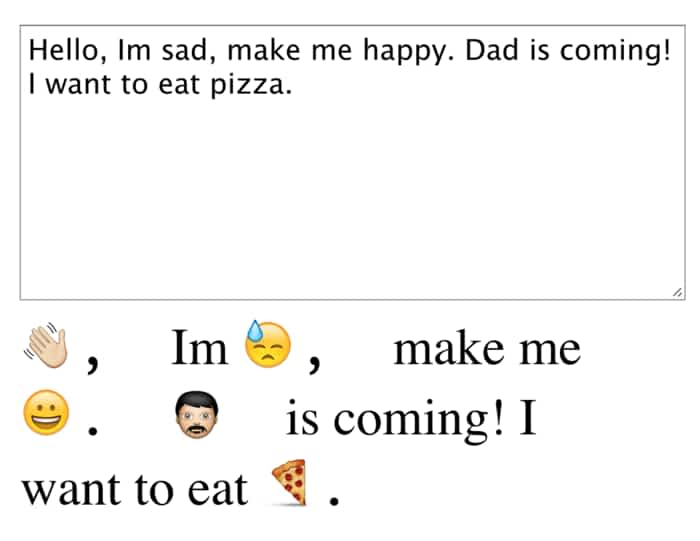 Hello, Im sad, make me happy. Dad is coming!
I want to eat pizza.
👋🏻 , Im 😓 , make me
😀 . 👨🏻 is coming! I
want to eat 🍕 .